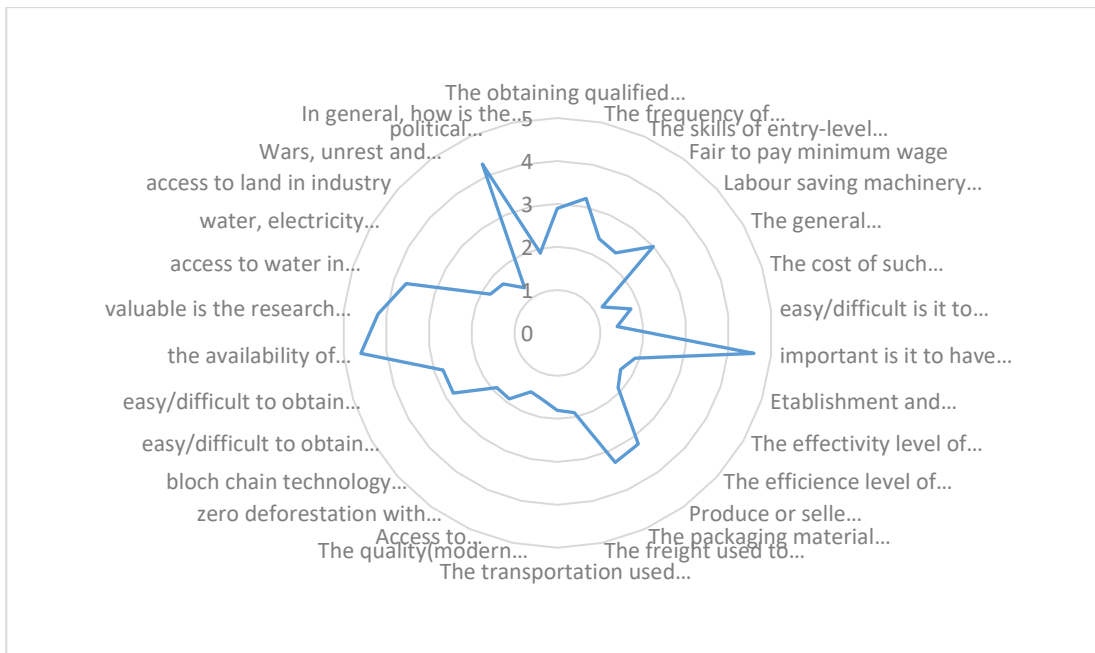 The obtaining qualified…
The frequency of…
The skills of entry-level…
Fair to pay minimum wage
Labour saving machinery…
The general…
The cost of such…
easy/difficult is it to…
important is it to have…
Etablishment and…
The effectivity level of…
The efficience level of…
Produce or selle…
The packaging material…
The freight used to…
The transportation used…
The quality(modern…
Access to…
zero deforestation with…
bloch chain technology…
easy/difficult to obtain…
easy/difficult to obtain…
the availability of…
valuable is the research…
access to water in…
water, electricity…
access to land in industry
Wars, unrest and…
political…
In general, how is the…
5
4
3
2
1
0